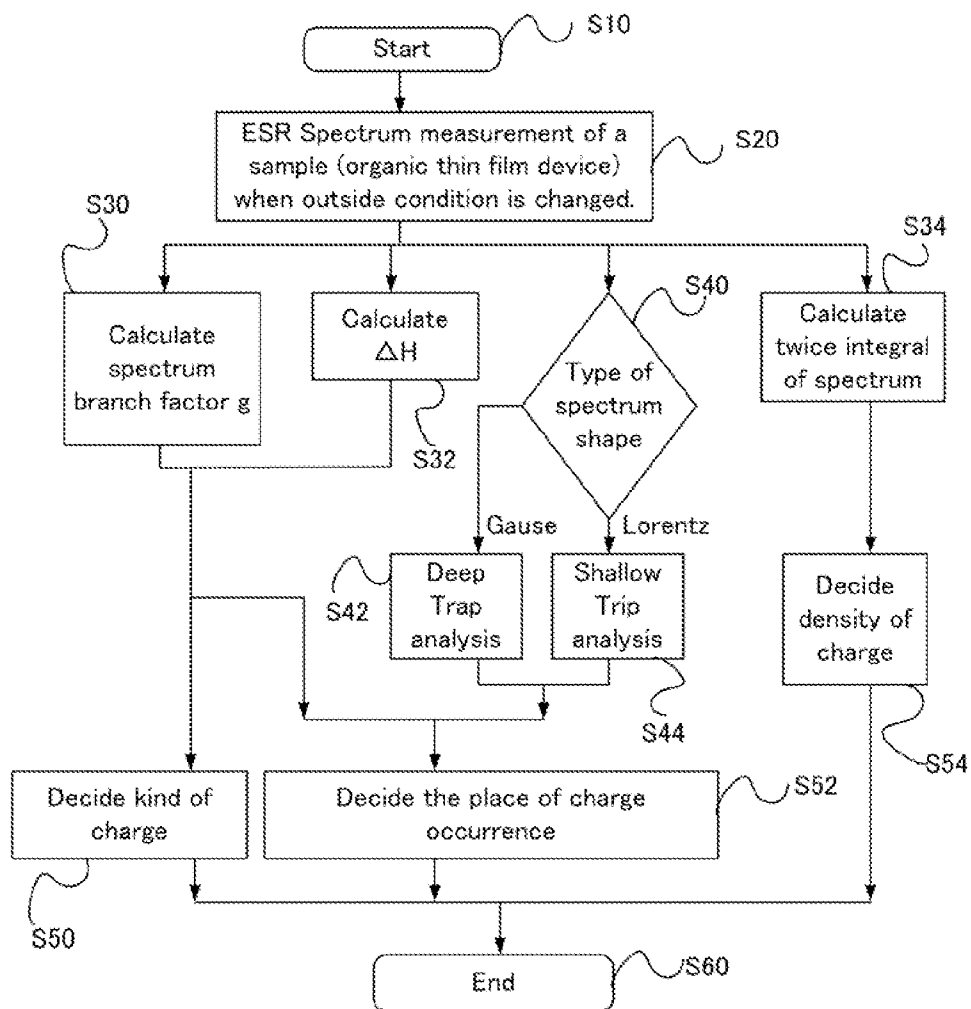 Start
S10
ESR Spectrum measurement of a
sample (organic thin film device)
when outside condition is changed.
S20
S30
Calculate
spectrum
branch factor g
Calculate
△H
S32
S40
Type of
spectrum
shape
S34
Calculate
twice integral
of spectrum
Gause
Lorentz
S42
Deep
Trap
analysis
Shallow
Trip
analysis
S44
Decide
density of
charge
S54
Decide kind of
charge
S50
Decide the place of charge
occurrence
S52
End
S60